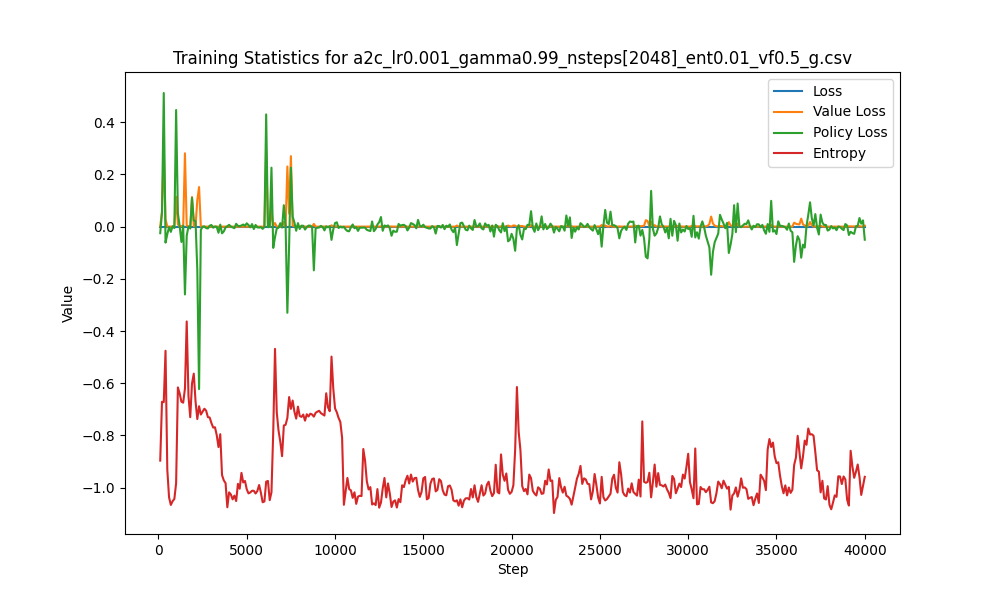 Training Statistics for a2c_lr0.001_gamma0.99_nsteps[2048]_ent0.01_vf0.5_g.csv
Loss
Value Loss
Policy Loss
Entropy
0.4
0.2
0.0
−0.2
−0.4
−0.6
−0.8
−1.0
Value
0 5000 10000 15000 20000 25000 30000 35000 40000
Step